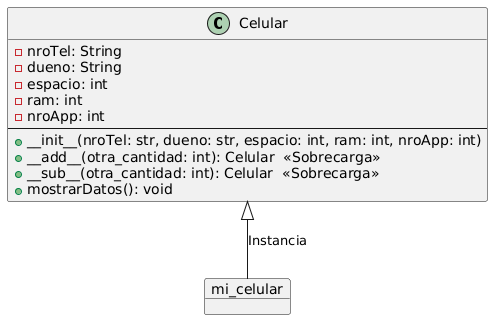 C Celular
nroTel: String
dueno: String
espacio: int
ram: int
nroApp: int
__init__(nroTel: str, dueno: str, espacio: int, ram: int, nroApp: int)
__add__(otra_cantidad: int): Celular «Sobrecarga»
__sub__(otra_cantidad: int): Celular «Sobrecarga»
mostrarDatos(): void
Instancia
mi_celular